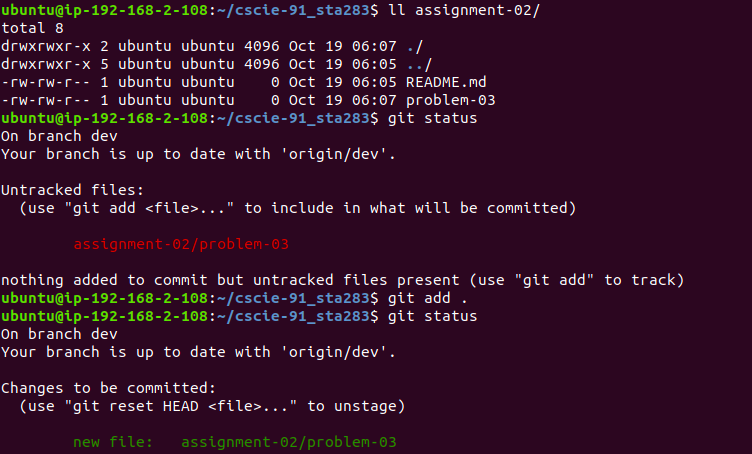 ubuntu@ip-192-168-2-108:~/cscie-91_sta283$ ll assignment-02/
total 8
drwxrwxr-x 2 ubuntu ubuntu 4096 Oct 19 06:07 ./
drwxrwxr-x 5 ubuntu ubuntu 4096 Oct 19 06:05 ../
-rw-rw-r-- 1 ubuntu ubuntu    0 Oct 19 06:05 README.md
-rw-rw-r-- 1 ubuntu ubuntu    0 Oct 19 06:07 problem-03
ubuntu@ip-192-168-2-108:~/cscie-91_sta283$ git status
On branch dev
Your branch is up to date with 'origin/dev'.

Untracked files:
  (use "git add <file>..." to include in what will be committed)

        assignment-02/problem-03

nothing added to commit but untracked files present (use "git add" to track)
ubuntu@ip-192-168-2-108:~/cscie-91_sta283$ git add .
ubuntu@ip-192-168-2-108:~/cscie-91_sta283$ git status
On branch dev
Your branch is up to date with 'origin/dev'.

Changes to be committed:
  (use "git reset HEAD <file>..." to unstage)

        new file:   assignment-02/problem-03